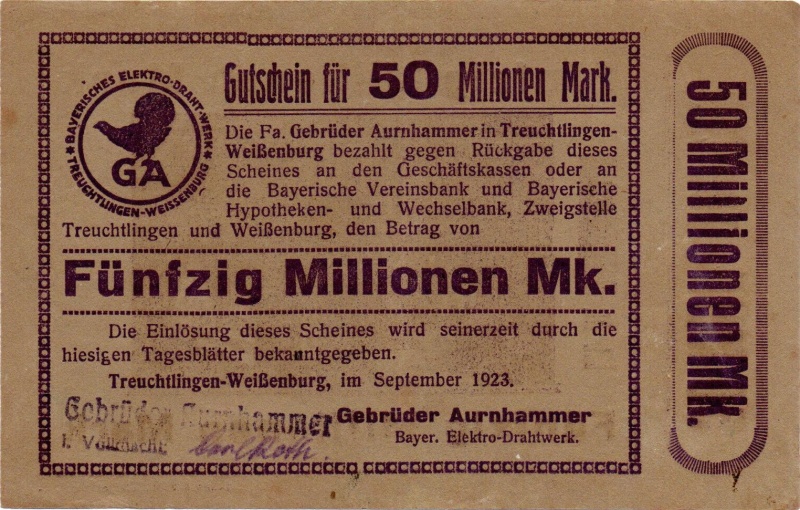 BAYERISCHES ELEKTRO-DRAHT-WERK
TREUCHTLINGEN-WEISSENBURG
GA
Gutschein für 50 Millionen Mark.
Die Fa. Gebrüder Aurnhammer in Treuchtlingen-
Weißenburg bezahlt gegen Rückgabe dieses
Scheines an den Geschäftskassen oder an
die Bayerische Vereinsbank und Bayerische
Hypotheken- und Wechselbank, Zweigstelle
Treuchtlingen und Weißenburg, den Betrag von
Fünfzig Millionen Mk.
Die Einlösung dieses Scheines wird seinerzeit durch die
hiesigen Tagesblätter bekanntgegeben.
Treuchtlingen-Weißenburg, im September 1923.
Gebrüder Aurnhammer
Gebrüder Aurnhammer
Bayer. Elektro-Drahtwerk.
50 Millionen Mk.